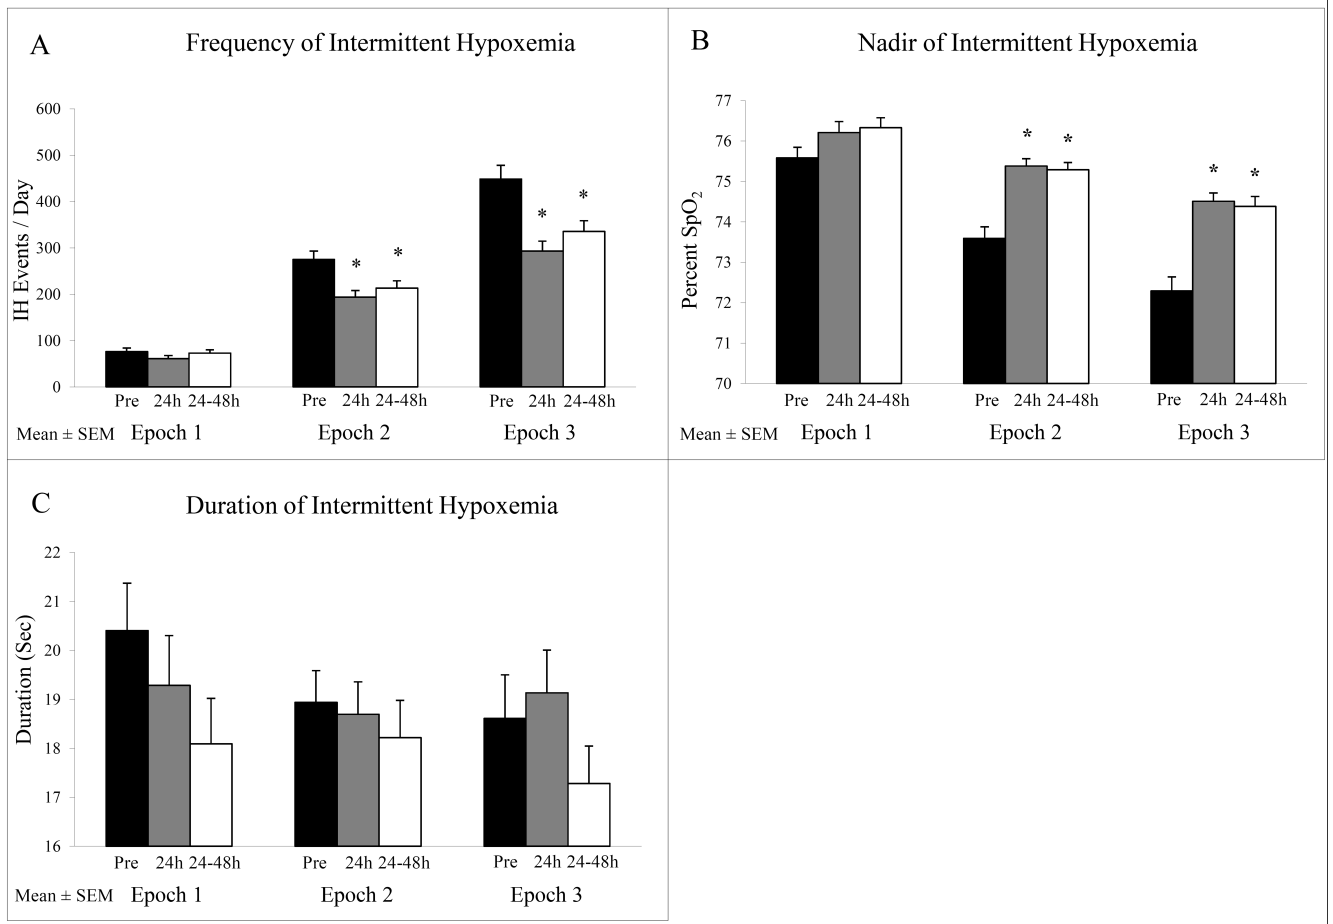 A
Frequency of Intermittent Hypoxemia
600
500
400
300
200
100
0
IH Events / Day
* *
* *
Pre 24h 24-48h Pre 24h 24-48h Pre 24h 24-48h
Mean ± SEM Epoch 1 Epoch 2 Epoch 3
B
Nadir of Intermittent Hypoxemia
77
76
75
74
73
72
71
70
Percent SpO2
* *
* *
Pre 24h 24-48h Pre 24h 24-48h Pre 24h 24-48h
Mean ± SEM Epoch 1 Epoch 2 Epoch 3
C
Duration of Intermittent Hypoxemia
22
21
20
19
18
17
16
Duration (Sec)
Pre 24h 24-48h Pre 24h 24-48h Pre 24h 24-48h
Mean ± SEM Epoch 1 Epoch 2 Epoch 3